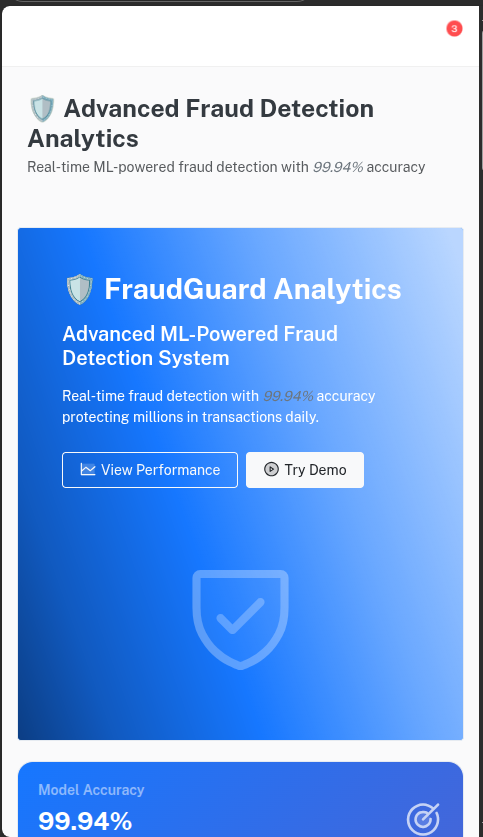 3
🛡️ Advanced Fraud Detection
Analytics
Real-time ML-powered fraud detection with 99.94% accuracy
🛡️ FraudGuard Analytics
Advanced ML-Powered Fraud
Detection System
Real-time fraud detection with 99.94% accuracy
protecting millions in transactions daily.
View Performance
Try Demo
Model Accuracy
99.94%